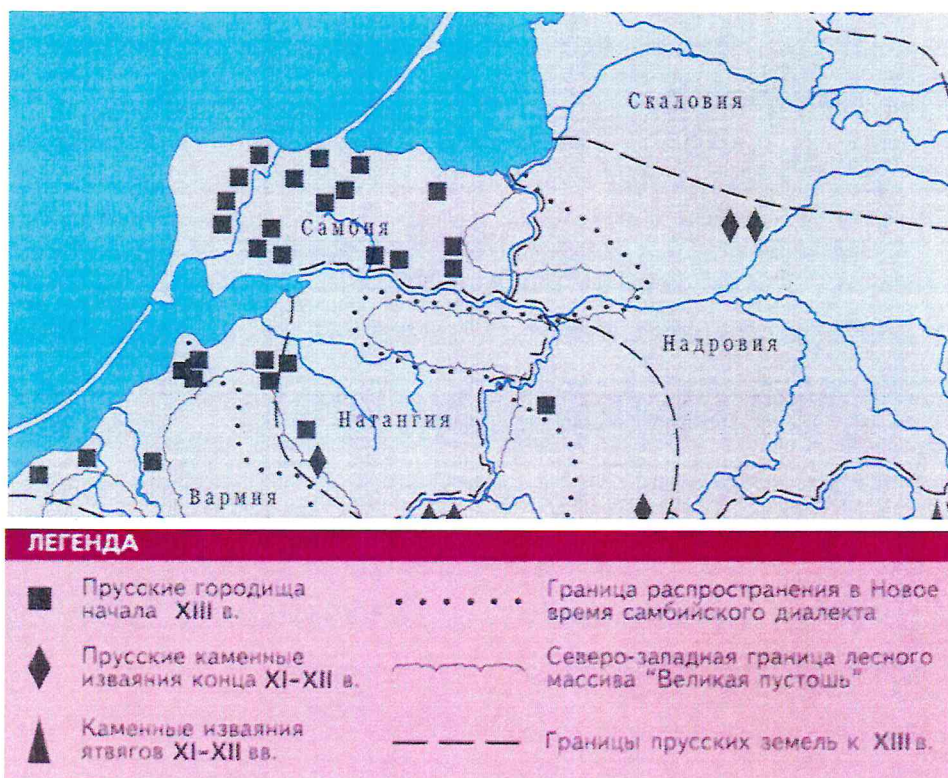 Скаловия
Самбия
Надровия
Натангия
Вармия
ЛЕГЕНДА
Прусские городища
начала XIII в.
Прусские каменные
изваяния конца XI-XII в.
Каменные изваяния
ятвягов XI-XII вв.
Граница распространения в Новое
время самбийского диалекта
Северо-западная граница лесного
массива "Великая пустошь"
Границы прусских земель к XIII в.